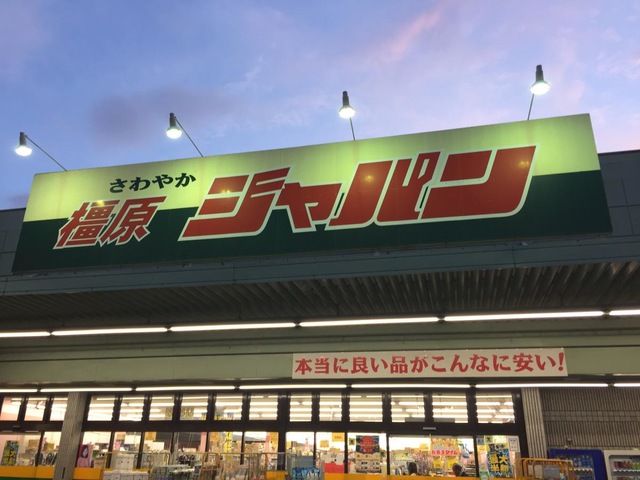 さわやか
橿原 ジャパン
本当に良い品がこんなに安い!